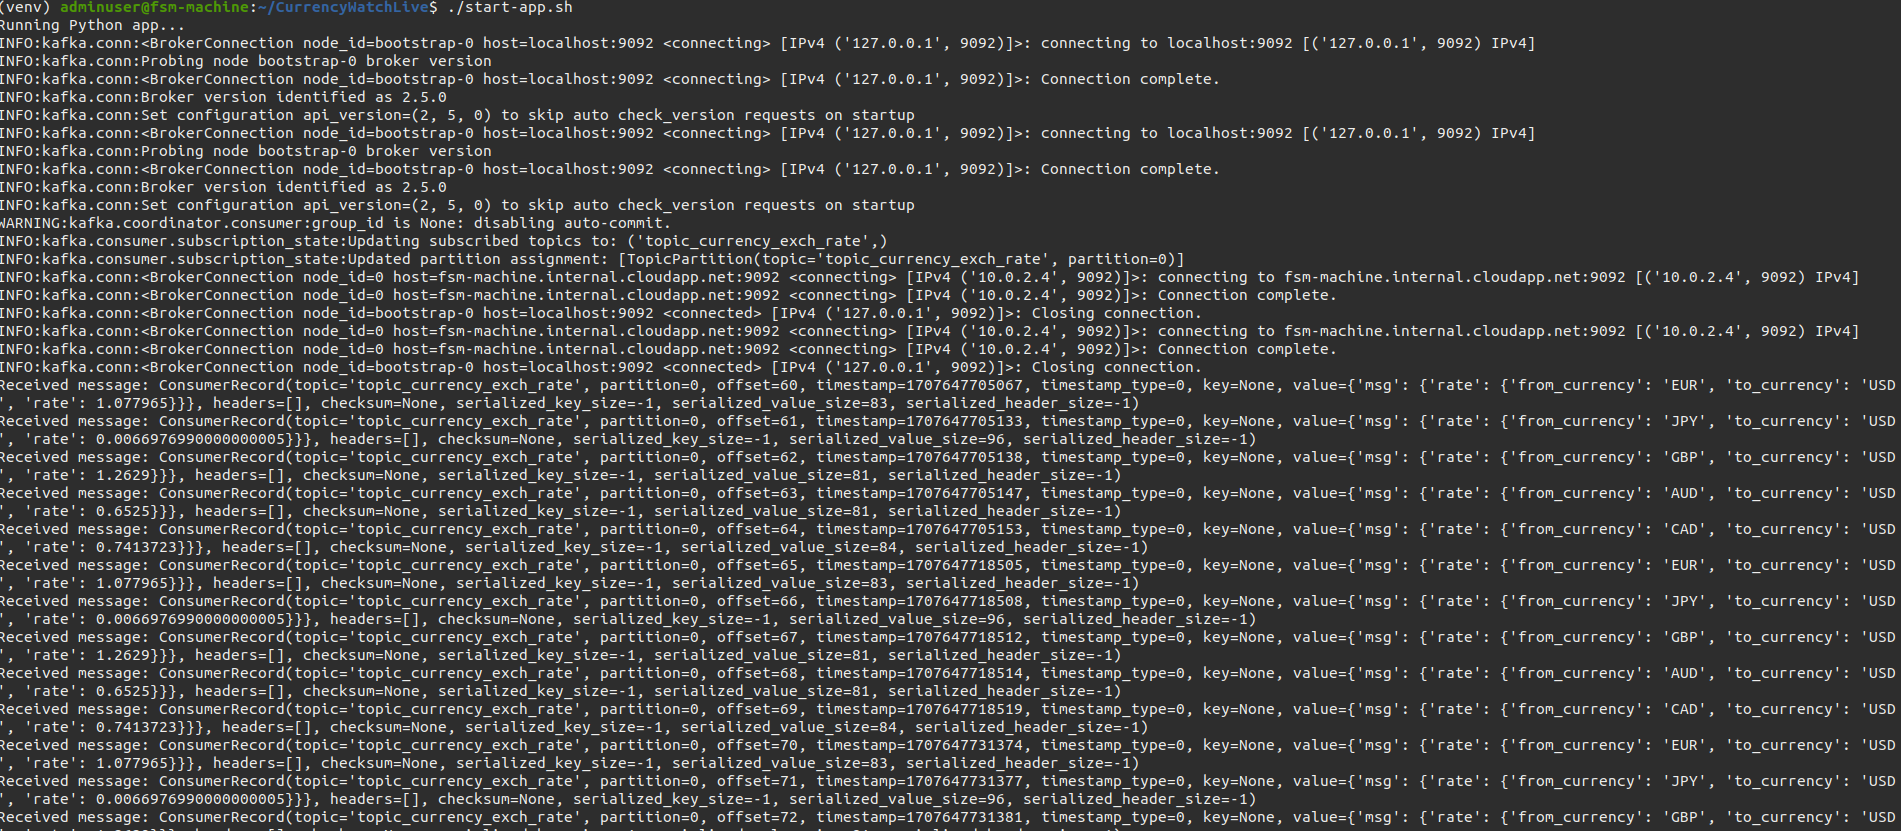 (venv) adminuser@fsm-machine:~/CurrencyWatchLive$ ./start-app.sh
Running Python app...
INFO:kafka.conn:<BrokerConnection node_id=bootstrap-0 host=localhost:9092 <connecting> [IPv4 ('127.0.0.1', 9092)]>: connecting to localhost:9092 [('127.0.0.1', 9092) IPv4]
INFO:kafka.conn:Probing node bootstrap-0 broker version
INFO:kafka.conn:<BrokerConnection node_id=bootstrap-0 host=localhost:9092 <connecting> [IPv4 ('127.0.0.1', 9092)]>: Connection complete.
INFO:kafka.conn:Broker version identified as 2.5.0
INFO:kafka.conn:Set configuration api_version=(2, 5, 0) to skip auto check_version requests on startup
INFO:kafka.conn:<BrokerConnection node_id=bootstrap-0 host=localhost:9092 <connecting> [IPv4 ('127.0.0.1', 9092)]>: connecting to localhost:9092 [('127.0.0.1', 9092) IPv4]
INFO:kafka.conn:Probing node bootstrap-0 broker version
INFO:kafka.conn:<BrokerConnection node_id=bootstrap-0 host=localhost:9092 <connecting> [IPv4 ('127.0.0.1', 9092)]>: Connection complete.
INFO:kafka.conn:Broker version identified as 2.5.0
INFO:kafka.conn:Set configuration api_version=(2, 5, 0) to skip auto check_version requests on startup
WARNING:kafka.coordinator.consumer:group_id is None: disabling auto-commit.
INFO:kafka.consumer.subscription_state:Updating subscribed topics to: ('topic_currency_exch_rate',)
INFO:kafka.consumer.subscription_state:Updated partition assignment: [TopicPartition(topic='topic_currency_exch_rate', partition=0)]
INFO:kafka.conn:<BrokerConnection node_id=0 host=fsm-machine.internal.cloudapp.net:9092 <connecting> [IPv4 ('10.0.2.4', 9092)]>: connecting to fsm-machine.internal.cloudapp.net:9092 [('10.0.2.4', 9092) IPv4]
INFO:kafka.conn:<BrokerConnection node_id=0 host=fsm-machine.internal.cloudapp.net:9092 <connecting> [IPv4 ('10.0.2.4', 9092)]>: Connection complete.
INFO:kafka.conn:<BrokerConnection node_id=bootstrap-0 host=localhost:9092 <connected> [IPv4 ('127.0.0.1', 9092)]>: Closing connection.
INFO:kafka.conn:<BrokerConnection node_id=0 host=fsm-machine.internal.cloudapp.net:9092 <connecting> [IPv4 ('10.0.2.4', 9092)]>: connecting to fsm-machine.internal.cloudapp.net:9092 [('10.0.2.4', 9092) IPv4]
INFO:kafka.conn:<BrokerConnection node_id=0 host=fsm-machine.internal.cloudapp.net:9092 <connecting> [IPv4 ('10.0.2.4', 9092)]>: Connection complete.
INFO:kafka.conn:<BrokerConnection node_id=bootstrap-0 host=localhost:9092 <connected> [IPv4 ('127.0.0.1', 9092)]>: Closing connection.
Received message: ConsumerRecord(topic='topic_currency_exch_rate', partition=0, offset=60, timestamp=1707647705067, timestamp_type=0, key=None, value={'msg': {'rate': {'from_currency': 'EUR', 'to_currency': 'USD
', 'rate': 1.077965}}}, headers=[], checksum=None, serialized_key_size=-1, serialized_value_size=83, serialized_header_size=-1)
Received message: ConsumerRecord(topic='topic_currency_exch_rate', partition=0, offset=61, timestamp=1707647705133, timestamp_type=0, key=None, value={'msg': {'rate': {'from_currency': 'JPY', 'to_currency': 'USD
', 'rate': 0.0066976990000000005}}}, headers=[], checksum=None, serialized_key_size=-1, serialized_value_size=96, serialized_header_size=-1)
Received message: ConsumerRecord(topic='topic_currency_exch_rate', partition=0, offset=62, timestamp=1707647705138, timestamp_type=0, key=None, value={'msg': {'rate': {'from_currency': 'GBP', 'to_currency': 'USD
', 'rate': 1.2629}}}, headers=[], checksum=None, serialized_key_size=-1, serialized_value_size=81, serialized_header_size=-1)
Received message: ConsumerRecord(topic='topic_currency_exch_rate', partition=0, offset=63, timestamp=1707647705147, timestamp_type=0, key=None, value={'msg': {'rate': {'from_currency': 'AUD', 'to_currency': 'USD
', 'rate': 0.6525}}}, headers=[], checksum=None, serialized_key_size=-1, serialized_value_size=81, serialized_header_size=-1)
Received message: ConsumerRecord(topic='topic_currency_exch_rate', partition=0, offset=64, timestamp=1707647705153, timestamp_type=0, key=None, value={'msg': {'rate': {'from_currency': 'CAD', 'to_currency': 'USD
', 'rate': 0.7413723}}}, headers=[], checksum=None, serialized_key_size=-1, serialized_value_size=84, serialized_header_size=-1)
Received message: ConsumerRecord(topic='topic_currency_exch_rate', partition=0, offset=65, timestamp=1707647718505, timestamp_type=0, key=None, value={'msg': {'rate': {'from_currency': 'EUR', 'to_currency': 'USD
', 'rate': 1.077965}}}, headers=[], checksum=None, serialized_key_size=-1, serialized_value_size=83, serialized_header_size=-1)
Received message: ConsumerRecord(topic='topic_currency_exch_rate', partition=0, offset=66, timestamp=1707647718508, timestamp_type=0, key=None, value={'msg': {'rate': {'from_currency': 'JPY', 'to_currency': 'USD
', 'rate': 0.0066976990000000005}}}, headers=[], checksum=None, serialized_key_size=-1, serialized_value_size=96, serialized_header_size=-1)
Received message: ConsumerRecord(topic='topic_currency_exch_rate', partition=0, offset=67, timestamp=1707647718512, timestamp_type=0, key=None, value={'msg': {'rate': {'from_currency': 'GBP', 'to_currency': 'USD
', 'rate': 1.2629}}}, headers=[], checksum=None, serialized_key_size=-1, serialized_value_size=81, serialized_header_size=-1)
Received message: ConsumerRecord(topic='topic_currency_exch_rate', partition=0, offset=68, timestamp=1707647718514, timestamp_type=0, key=None, value={'msg': {'rate': {'from_currency': 'AUD', 'to_currency': 'USD
', 'rate': 0.6525}}}, headers=[], checksum=None, serialized_key_size=-1, serialized_value_size=81, serialized_header_size=-1)
Received message: ConsumerRecord(topic='topic_currency_exch_rate', partition=0, offset=69, timestamp=1707647718519, timestamp_type=0, key=None, value={'msg': {'rate': {'from_currency': 'CAD', 'to_currency': 'USD
', 'rate': 0.7413723}}}, headers=[], checksum=None, serialized_key_size=-1, serialized_value_size=84, serialized_header_size=-1)
Received message: ConsumerRecord(topic='topic_currency_exch_rate', partition=0, offset=70, timestamp=1707647731374, timestamp_type=0, key=None, value={'msg': {'rate': {'from_currency': 'EUR', 'to_currency': 'USD
', 'rate': 1.077965}}}, headers=[], checksum=None, serialized_key_size=-1, serialized_value_size=83, serialized_header_size=-1)
Received message: ConsumerRecord(topic='topic_currency_exch_rate', partition=0, offset=71, timestamp=1707647731377, timestamp_type=0, key=None, value={'msg': {'rate': {'from_currency': 'JPY', 'to_currency': 'USD
', 'rate': 0.0066976990000000005}}}, headers=[], checksum=None, serialized_key_size=-1, serialized_value_size=96, serialized_header_size=-1)
Received message: ConsumerRecord(topic='topic_currency_exch_rate', partition=0, offset=72, timestamp=1707647731381, timestamp_type=0, key=None, value={'msg': {'rate': {'from_currency': 'GBP', 'to_currency': 'USD